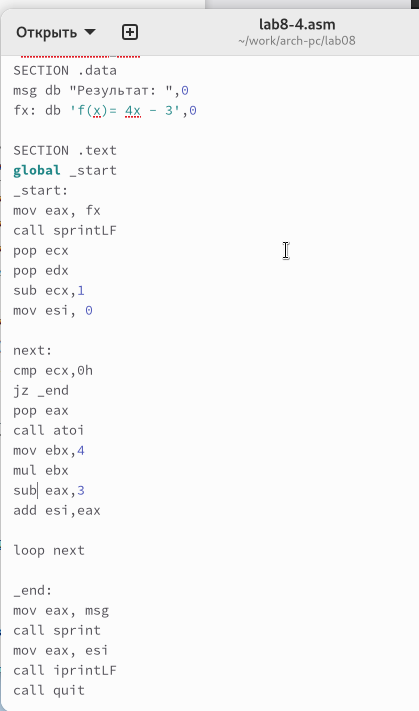 Открыть
lab8-4.asm
~/work/arch-pc/lab08
SECTION .data
msg db "Результат: ",0
fx: db 'f(x)= 4x - 3',0
SECTION .text
global _start
_start:
mov eax, fx
call sprintLF
pop ecx
pop edx
sub ecx,1
mov esi, 0
next:
cmp ecx,0h
jz _end
pop eax
call atoi
mov ebx,4
mul ebx
sub eax,3
add esi,eax
loop next
_end:
mov eax, msg
call sprint
mov eax, esi
call iprintLF
call quit